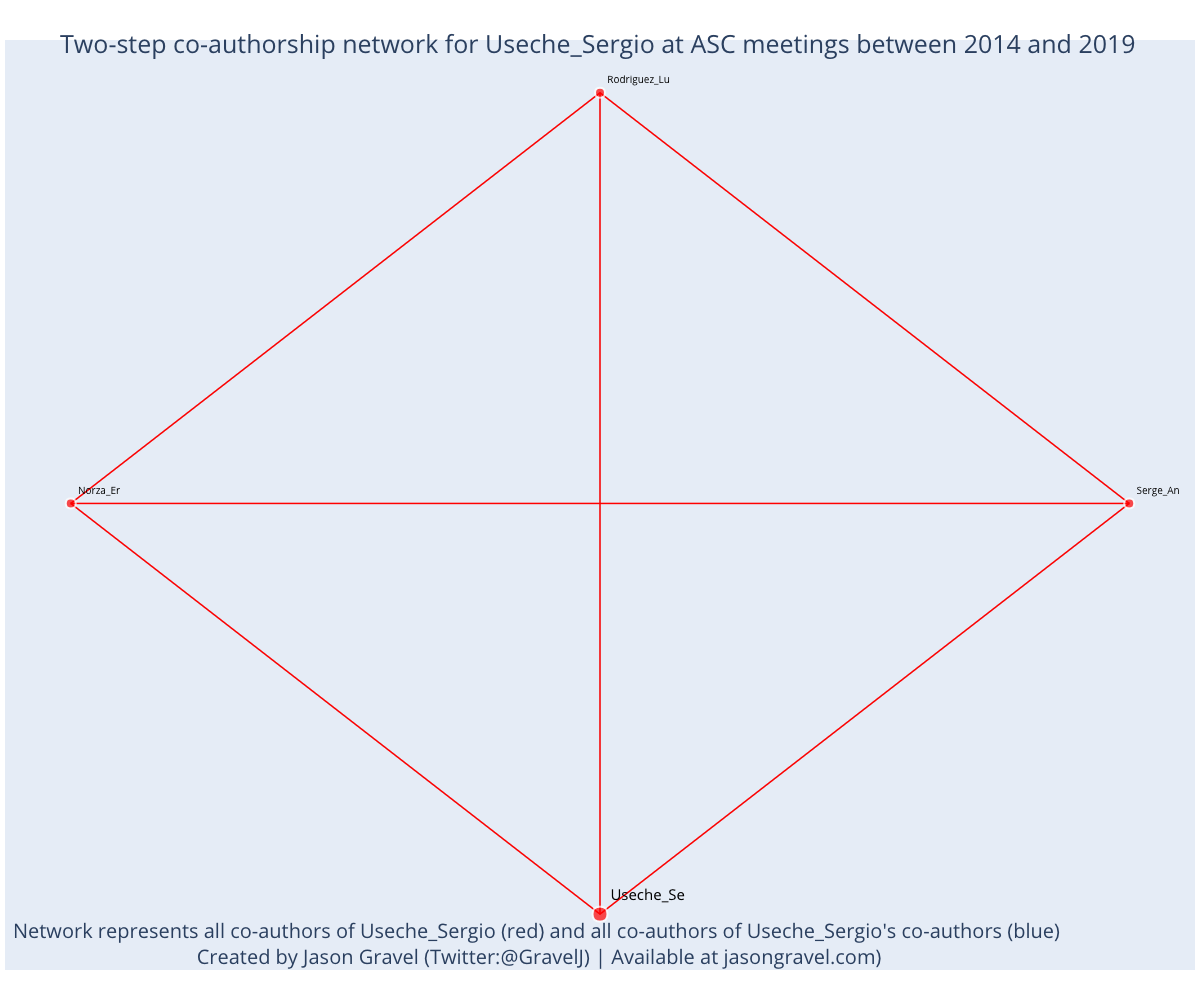 Two-step co-authorship network for Useche_Sergio at ASC meetings between 2014 and 2019
Rodriguez_Lu
Norza_Er
Serge_An
Useche_Se
Network represents all co-authors of Useche_Sergio (red) and all co-authors of Useche_Sergio's co-authors (blue)
Created by Jason Gravel (Twitter:@GravelJ) | Available at jasongravel.com)